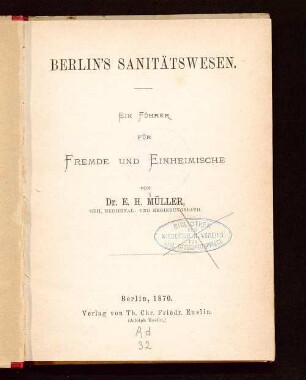 BERLIN'S SANITÄTSWESEN.
EIN FÜHRER
FÜR
FREMDE UND EINHEIMISCHE
VON
Dr. E. H. MÜLLER,
GEH. MEDICINAL- UND REGIERUNGSRATH.
BIBLIOTHEK
Berlin, 1870.
Verlag von Th. Chr. Friedr. Enslin.
(Adolph Enslin.)
Ad
32